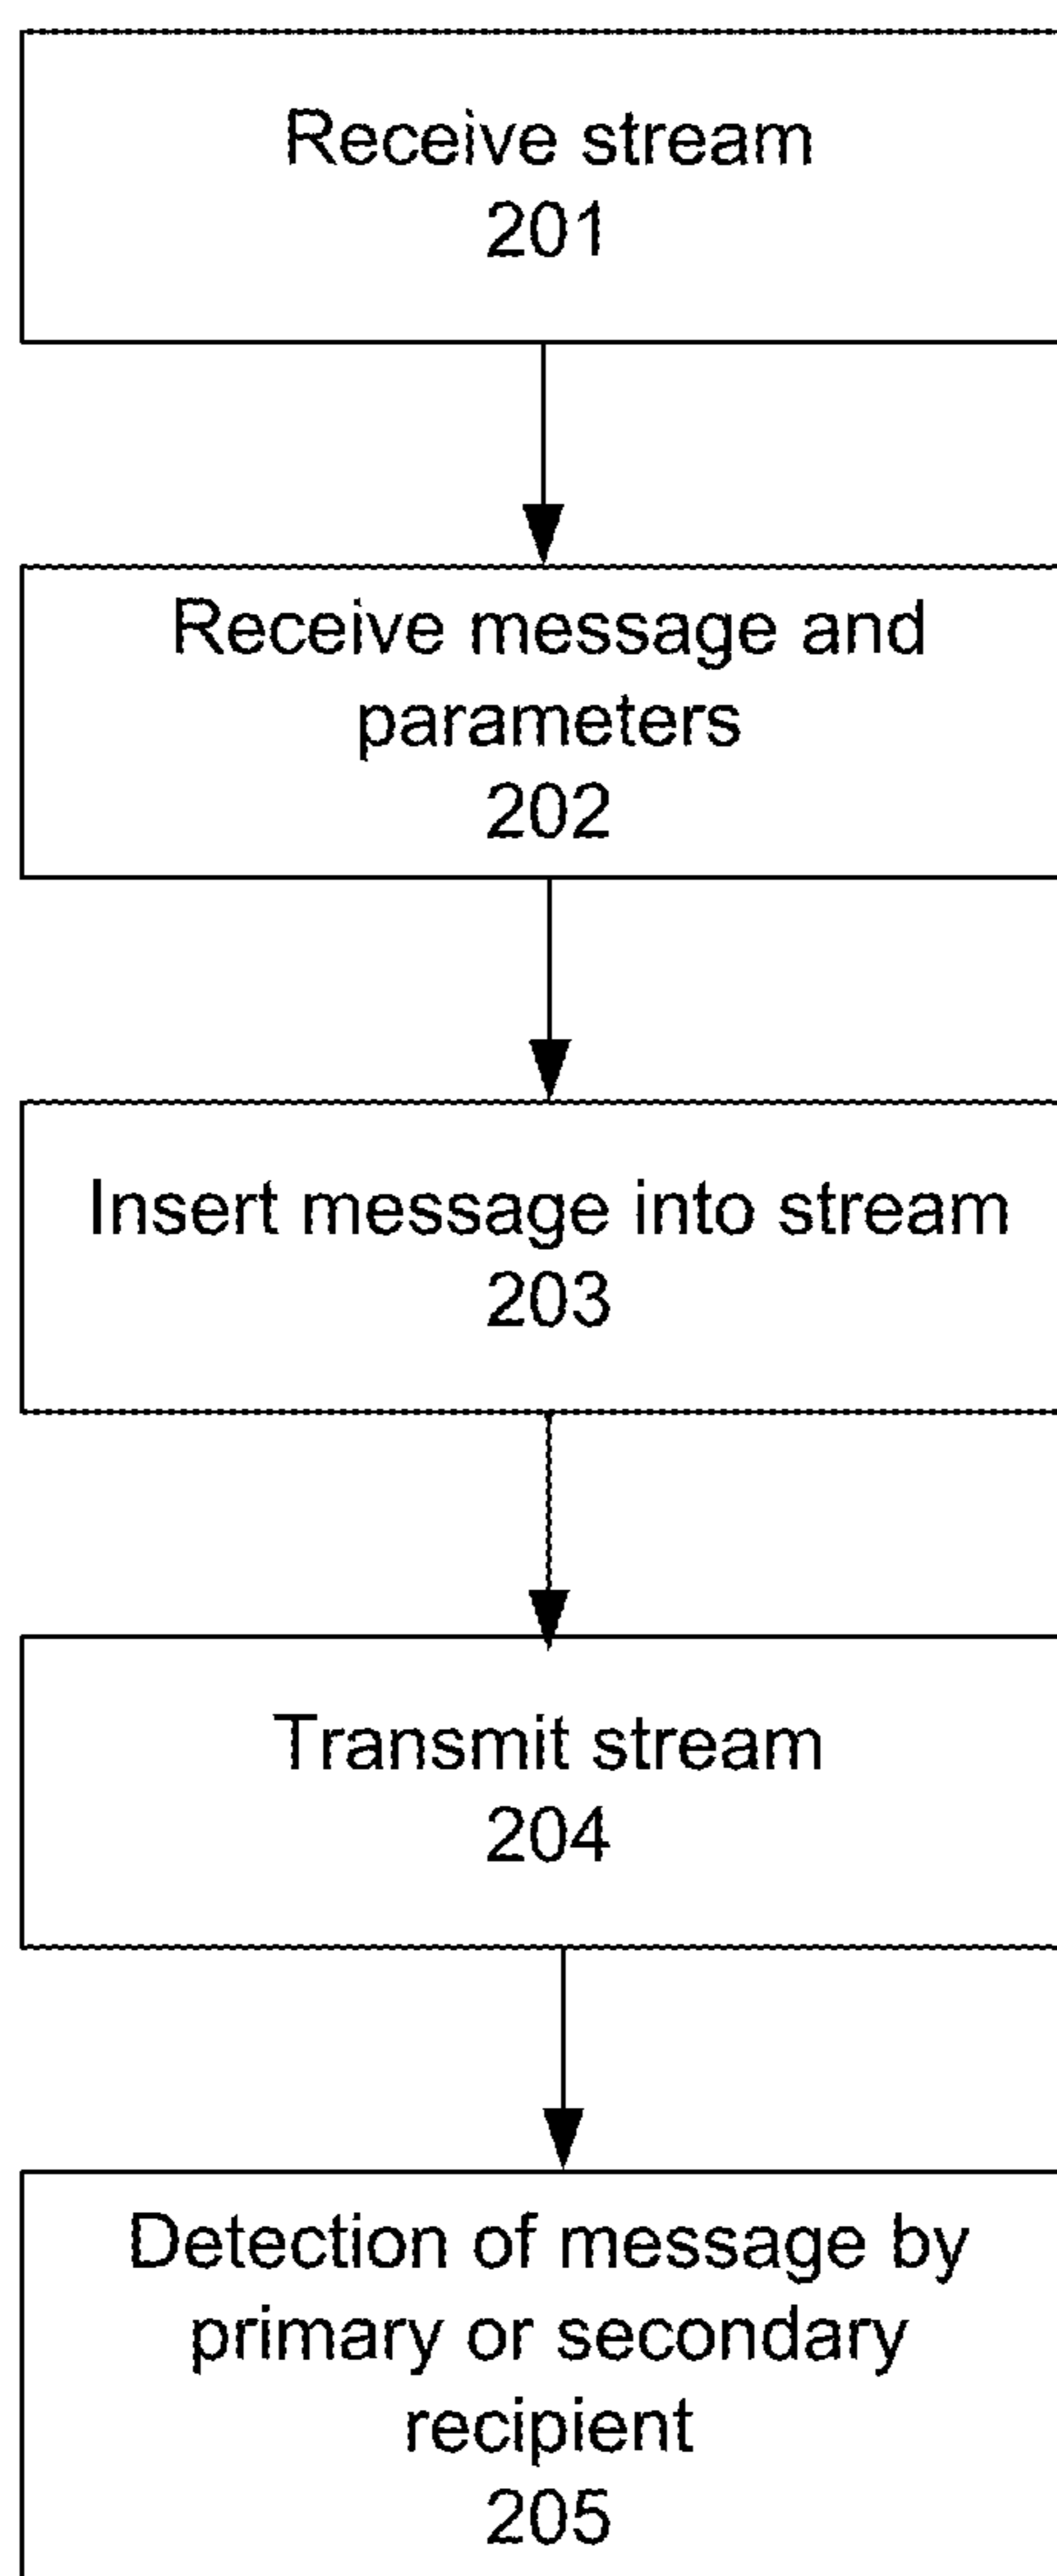 Receive stream
201
Receive message and
parameters
202
Insert message into stream
203
Transmit stream
204
Detection of message by
primary or secondary
recipient
205